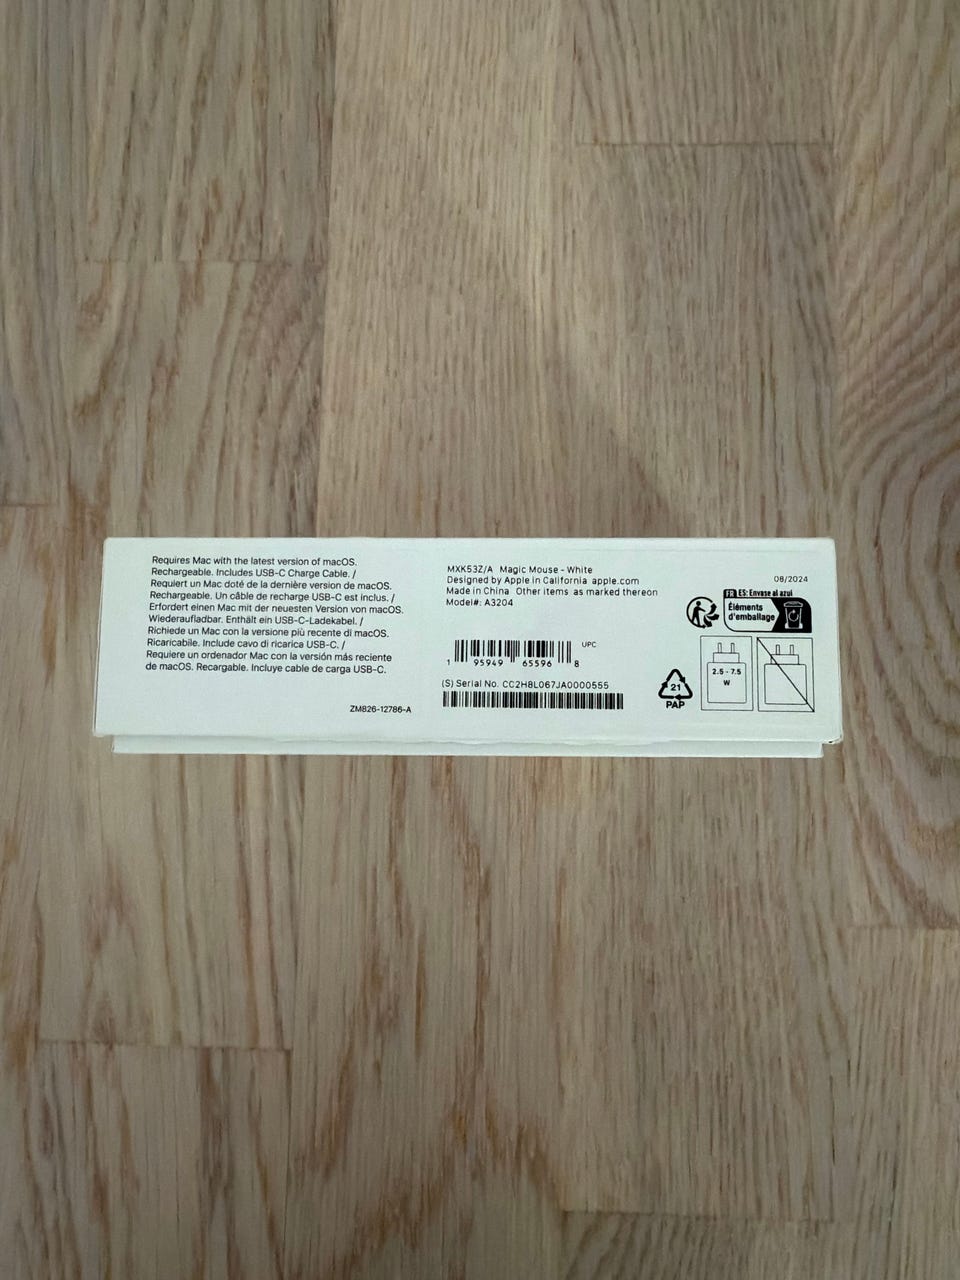 Requires Mac with the latest version of macOS.
Rechargeable. Includes USB-C Charge Cable. /
Requiert un Mac doté de la dernière version de macOS.
Rechargeable. Un câble de recharge USB-C est inclus. /
Erfordert einen Mac mit der neuesten Version von macOS.
Wiederaufladbar. Enthält ein USB-C-Ladekabel. /
Richiede un Mac con la versione più recente di macOS.
Ricaricabile. Include cavo di ricarica USB-C. /
Requiere un ordenador Mac con la versión más reciente
de macOS. Recargable. Incluye cable de carga USB-C.
ZM826-12786-A
MXK53Z/A Magic Mouse - White
Designed by Apple in California apple.com
Made in China Other items as marked thereon
Model#: A3204
UPC
1 95949 65596 8
(S) Serial No. CC2H8L067JA0000555
08/2024
FR ES: Envase al azul
Éléments
d'emballage
21
PAP
2.5 - 7.5
W